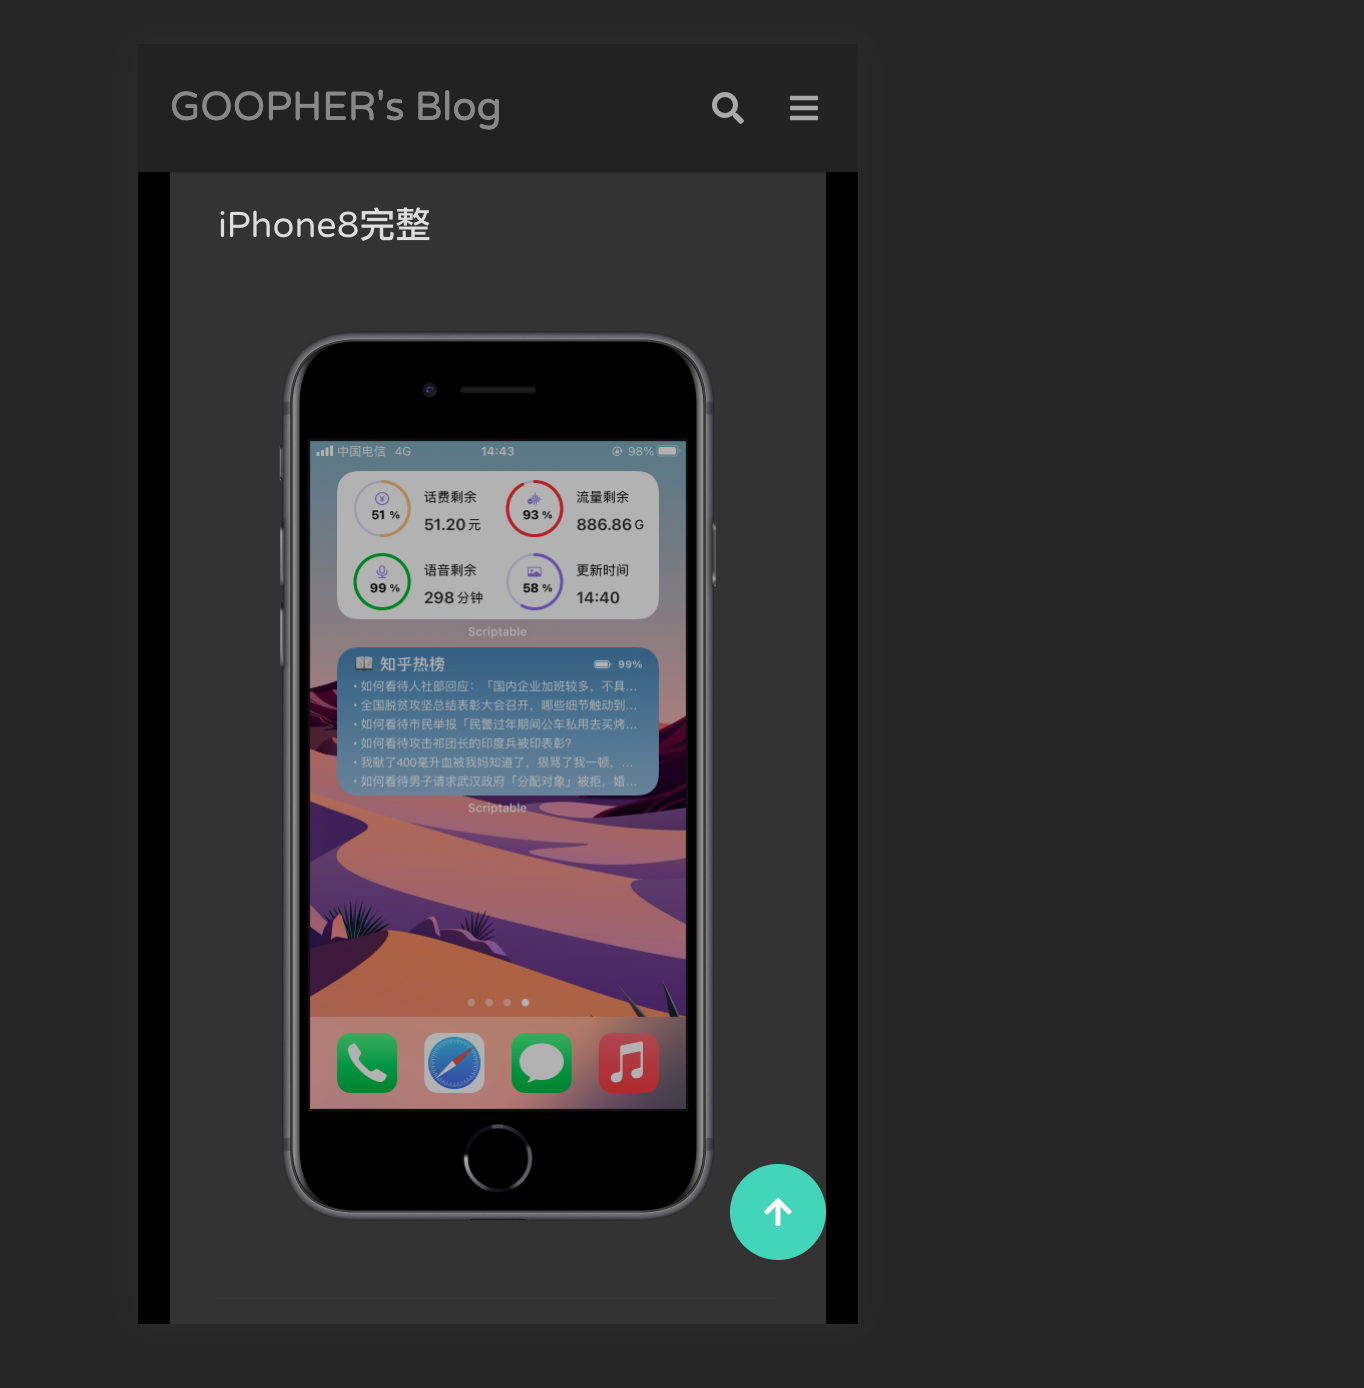 GOOPHER's Blog
iPhone8完整
中国电信 4G 14:43 98%
51 % 话费剩余 51.20 元
93 % 流量剩余 886.86 G
99 % 语音剩余 298 分钟
58 % 更新时间 14:40
Scriptable
知乎热榜 99%
• 如何看待人社部回应：「国内企业加班较多，不具...
• 全国脱贫攻坚总结表彰大会召开，哪些细节触动到...
• 如何看待市民举报「民警过年期间公车私用去买烤...
• 如何看待攻击祁团长的印度兵被印表彰？
• 我献了400毫升血被我妈知道了，狠骂了我一顿，...
• 如何看待男子请求武汉政府「分配对象」被拒，婚...
Scriptable